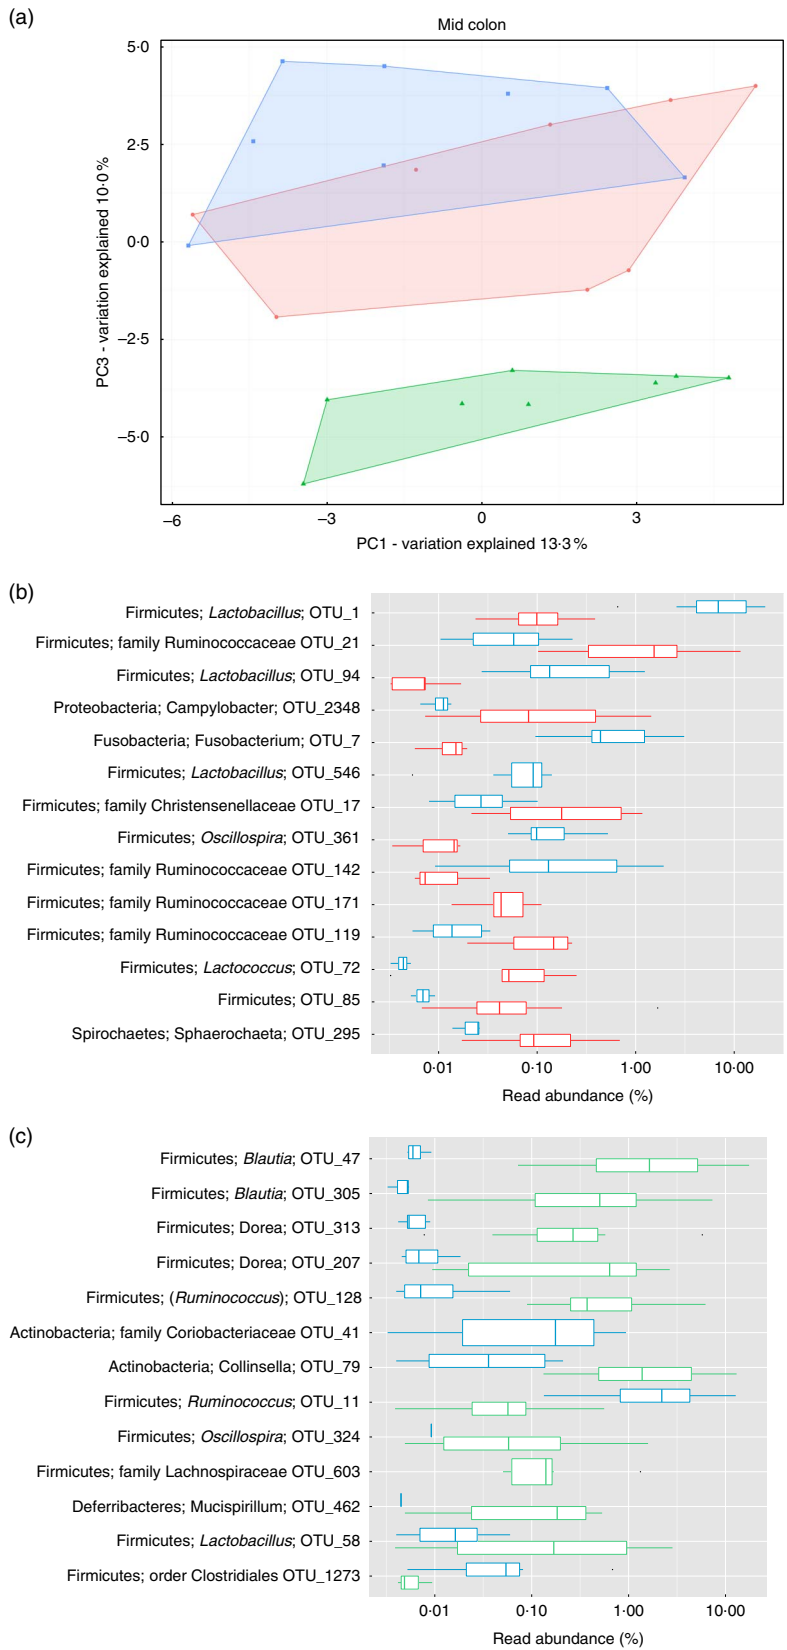 (a)
Mid colon
5·0
2·5
0·0
–2·5
–5·0
PC3 - variation explained 10·0 %
–6
–3
0
3
PC1 - variation explained 13·3 %
(b)
Firmicutes; Lactobacillus; OTU_1
Firmicutes; family Ruminococcaceae OTU_21
Firmicutes; Lactobacillus; OTU_94
Proteobacteria; Campylobacter; OTU_2348
Fusobacteria; Fusobacterium; OTU_7
Firmicutes; Lactobacillus; OTU_546
Firmicutes; family Christensenellaceae OTU_17
Firmicutes; Oscillospira; OTU_361
Firmicutes; family Ruminococcaceae OTU_142
Firmicutes; family Ruminococcaceae OTU_171
Firmicutes; family Ruminococcaceae OTU_119
Firmicutes; Lactococcus; OTU_72
Firmicutes; OTU_85
Spirochaetes; Sphaerochaeta; OTU_295
0·01
0·10
1·00
10·00
Read abundance (%)
(c)
Firmicutes; Blautia; OTU_47
Firmicutes; Blautia; OTU_305
Firmicutes; Dorea; OTU_313
Firmicutes; Dorea; OTU_207
Firmicutes; (Ruminococcus); OTU_128
Actinobacteria; family Coriobacteriaceae OTU_41
Actinobacteria; Collinsella; OTU_79
Firmicutes; Ruminococcus; OTU_11
Firmicutes; Oscillospira; OTU_324
Firmicutes; family Lachnospiraceae OTU_603
Deferribacteres; Mucispirillum; OTU_462
Firmicutes; Lactobacillus; OTU_58
Firmicutes; order Clostridiales OTU_1273
0·01
0·10
1·00
10·00
Read abundance (%)